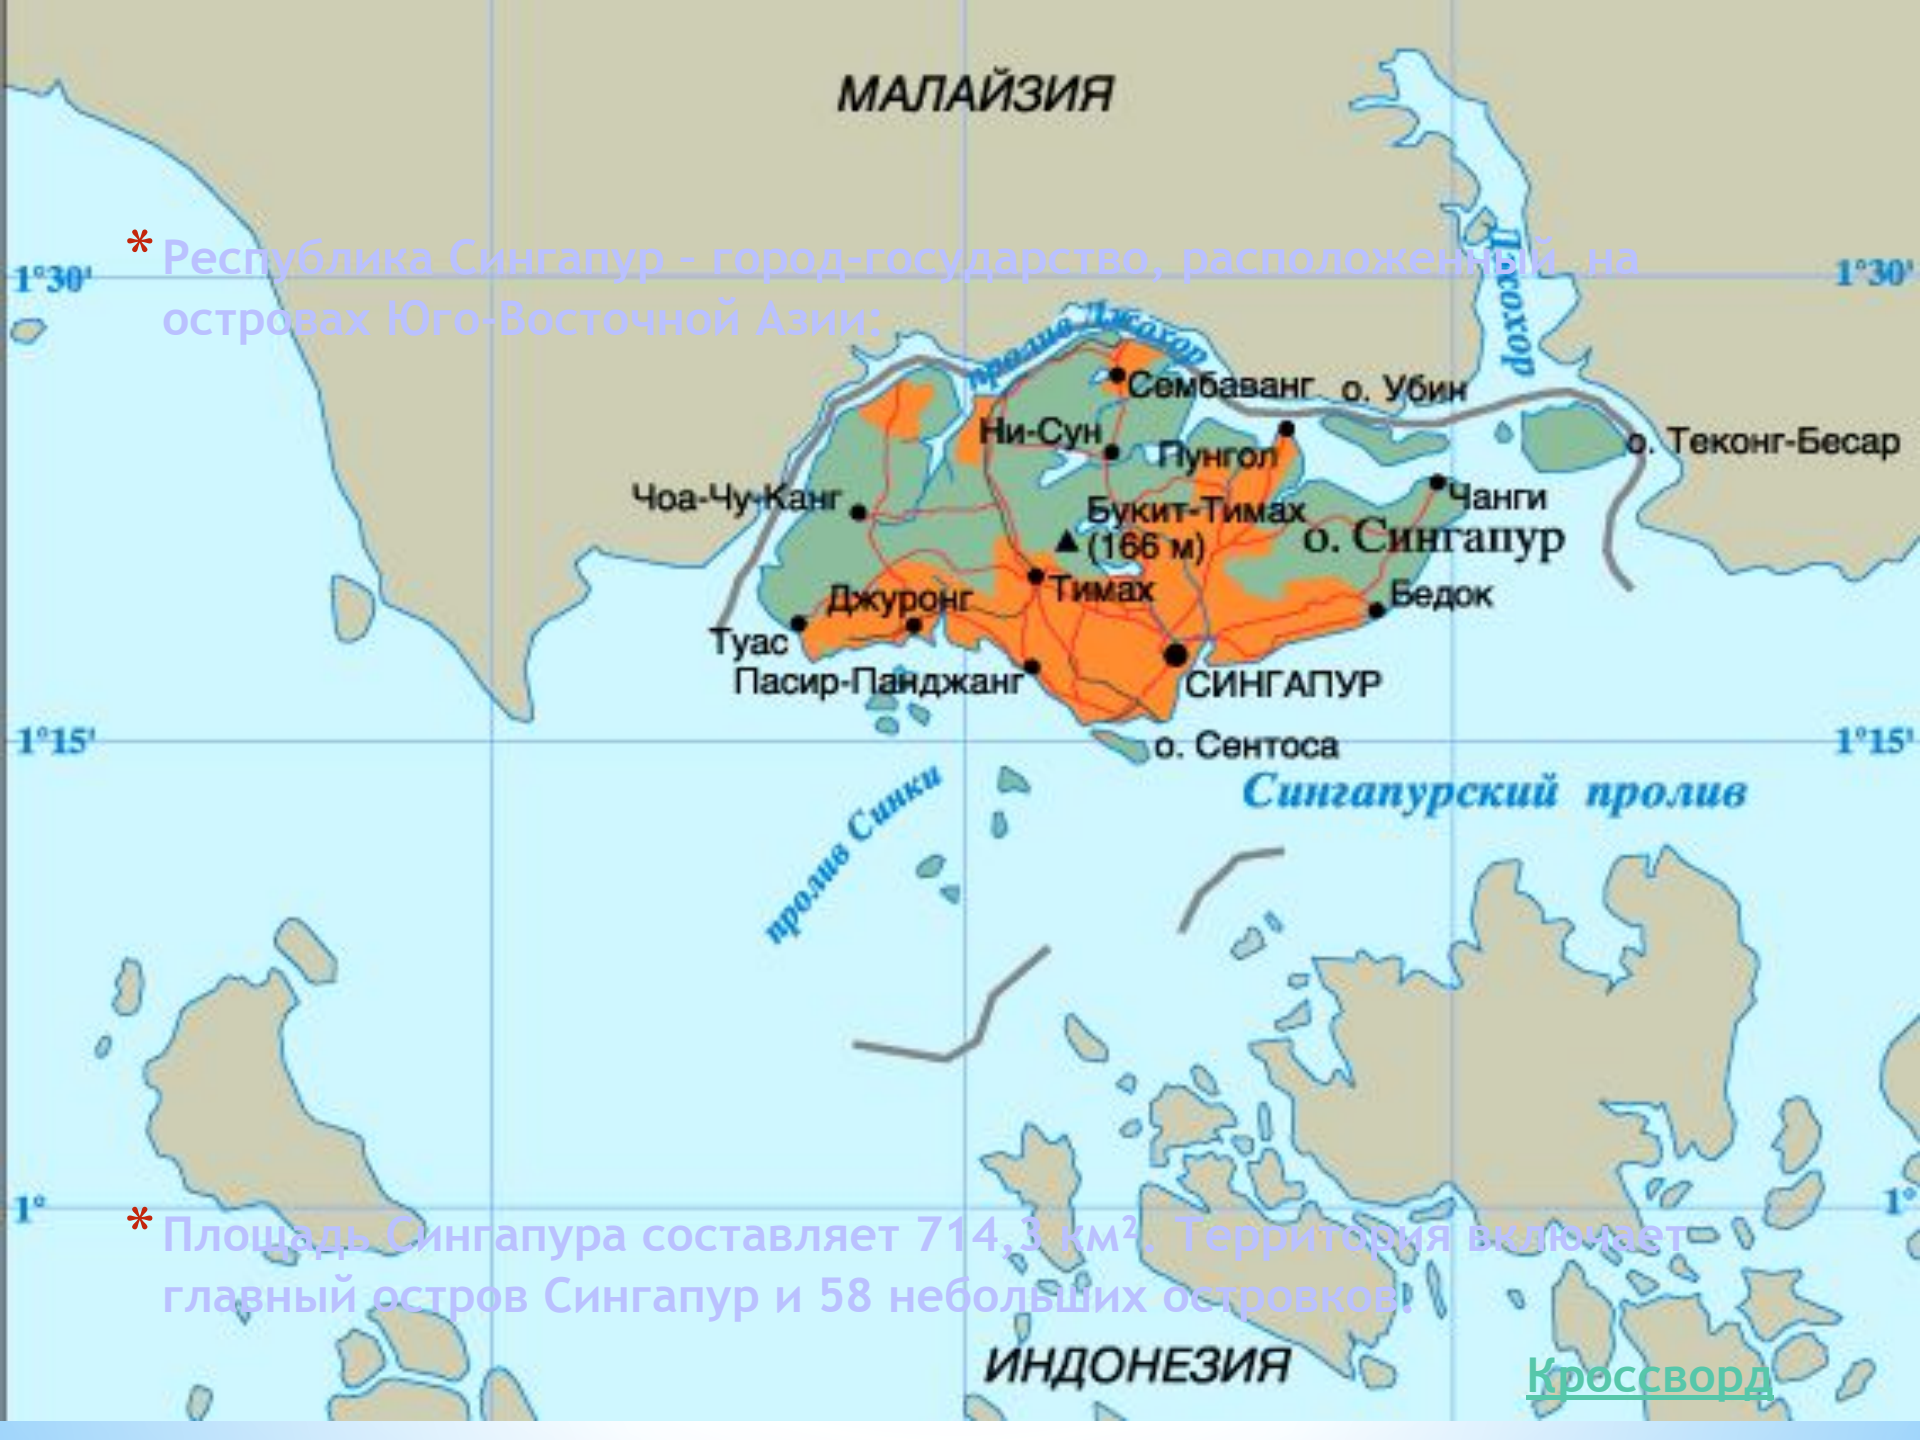 МАЛАЙЗИЯ
* Республика Сингапур – город-государство, расположенный на
островах Юго-Восточной Азии:
1°30'
1°30'
Джохор
пролив Джохор
Сембаванг
о. Убин
Ни-Сун
Пунгол
о. Теконг-Бесар
Чоа-Чу-Канг
Чанги
Букит-Тимах
(166 м)
о. Сингапур
Джуронг
Тимах
Бедок
Туас
Пасир-Панджанг
СИНГАПУР
1°15'
о. Сентоса
1°15'
Сингапурский пролив
пролив Синки
1°
1°
* Площадь Сингапура составляет 714,3 км². Территория включает
главный остров Сингапур и 58 небольших островков.
ИНДОНЕЗИЯ
Кроссворд